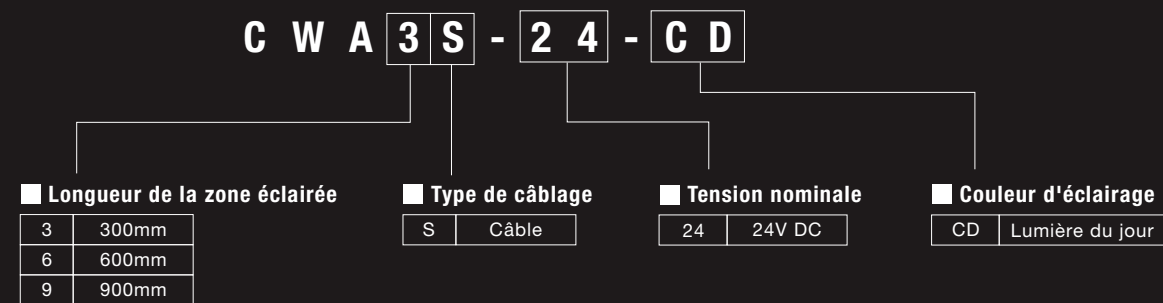 C W A 3 S - 2 4 - C D
Longueur de la zone éclairée
3 300mm
6 600mm
9 900mm
Type de câblage
S Câble
Tension nominale
24 24V DC
Couleur d'éclairage
CD Lumière du jour